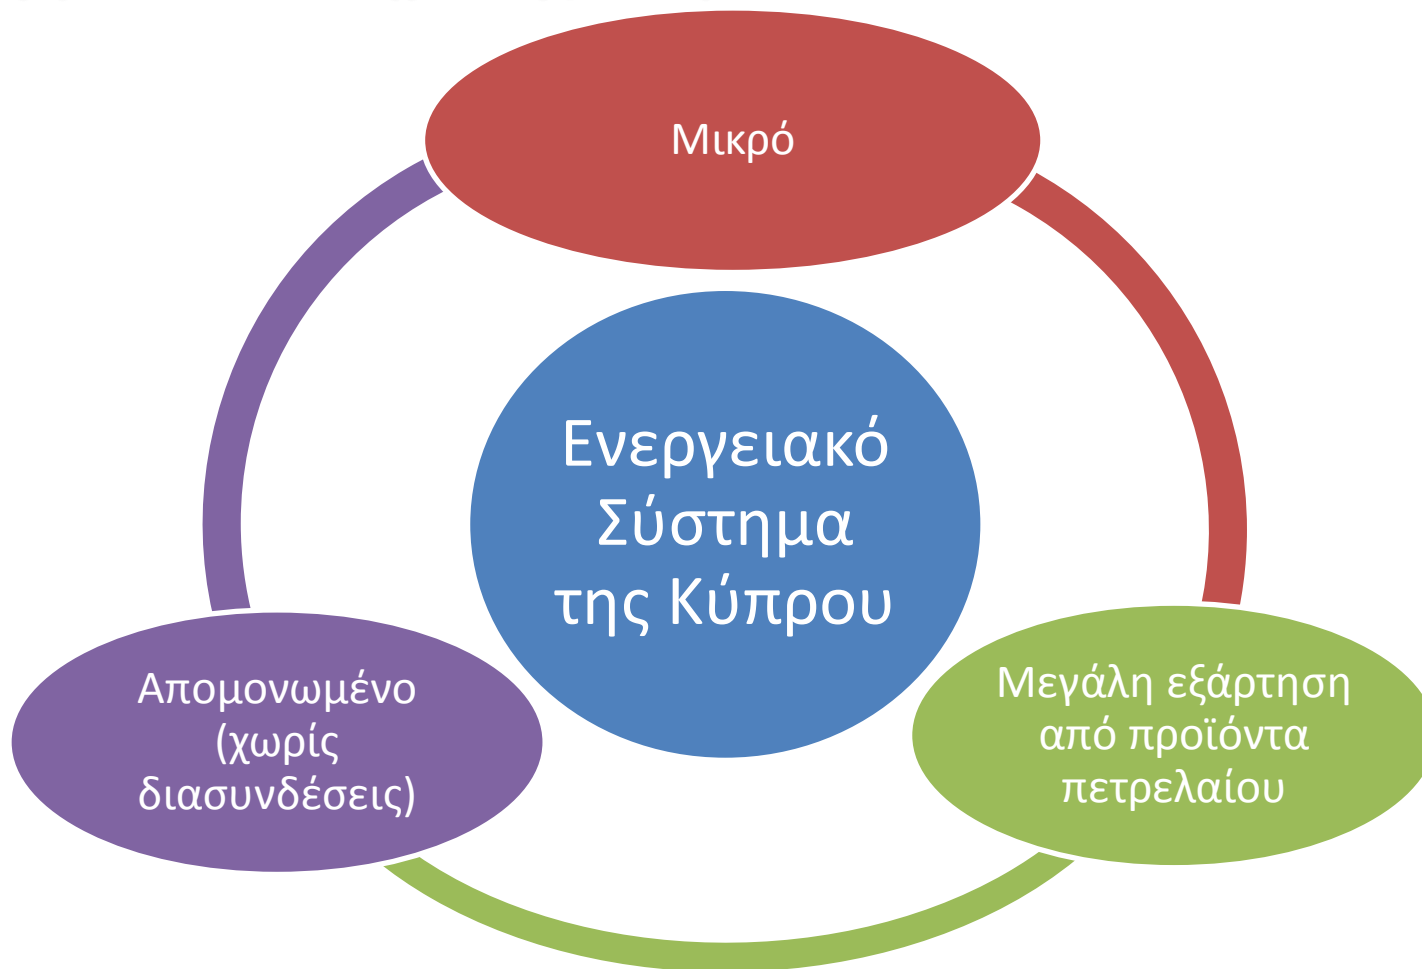 Μικρό
Ενεργειακό
Σύστημα
της Κύπρου
Μεγάλη εξάρτηση
από προϊόντα
πετρελαίου
Απομονωμένο
(χωρίς
διασυνδέσεις)